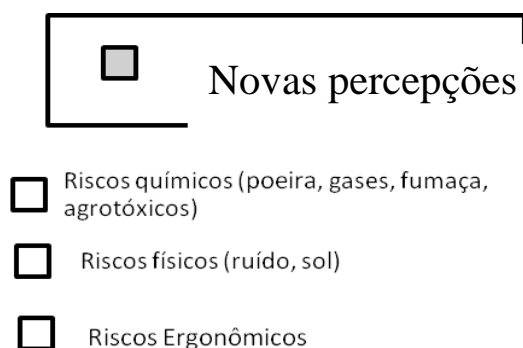 Novas percepções
Riscos químicos (poeira, gases, fumaça,
agrotóxicos)
Riscos físicos (ruído, sol)
Riscos Ergonômicos